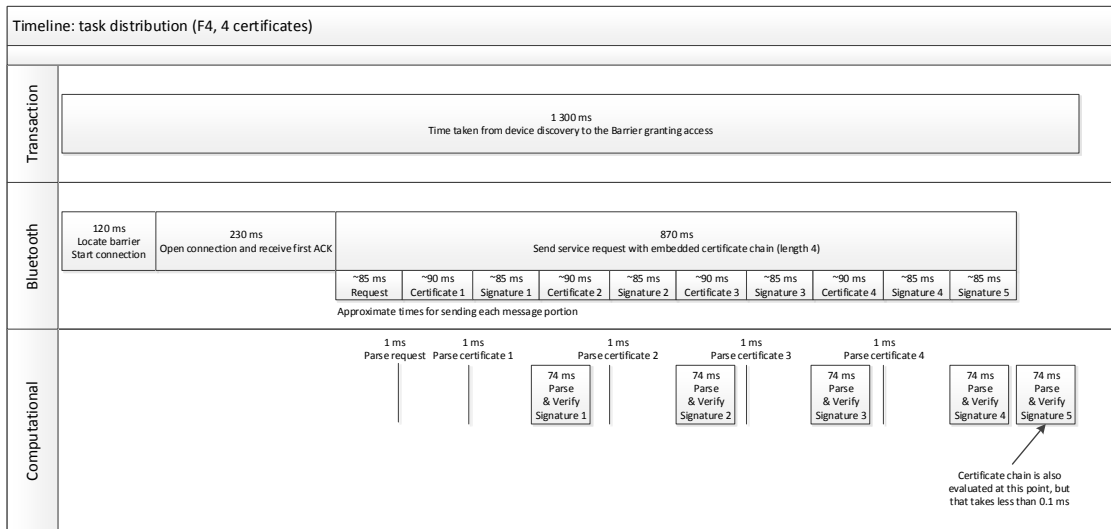 Timeline: task distribution (F4, 4 certificates)
Transaction
1 300 ms
Time taken from device discovery to the Barrier granting access
Bluetooth
120 ms
Locate barrier
Start connection
230 ms
Open connection and receive first ACK
870 ms
Send service request with embedded certificate chain (length 4)
~85 ms
Request
~90 ms
Certificate 1
~85 ms
Signature 1
~90 ms
Certificate 2
~85 ms
Signature 2
~90 ms
Certificate 3
~85 ms
Signature 3
~90 ms
Certificate 4
~85 ms
Signature 4
~85 ms
Signature 5
Approximate times for sending each message portion
Computational
1 ms
Parse request
1 ms
Parse certificate 1
1 ms
Parse certificate 2
1 ms
Parse certificate 3
1 ms
Parse certificate 4
74 ms
Parse
& Verify
Signature 1
74 ms
Parse
& Verify
Signature 2
74 ms
Parse
& Verify
Signature 3
74 ms
Parse
& Verify
Signature 4
74 ms
Parse
& Verify
Signature 5
Certificate chain is also
evaluated at this point, but
that takes less than 0.1 ms